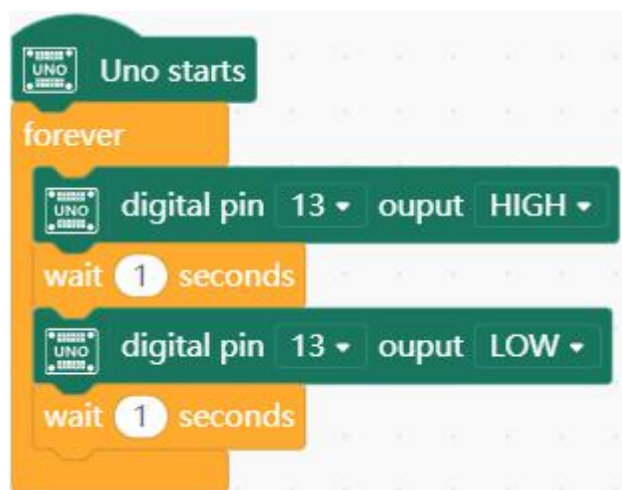 UNO Uno starts
forever
UNO digital pin 13 ouput HIGH
wait 1 seconds
UNO digital pin 13 ouput LOW
wait 1 seconds